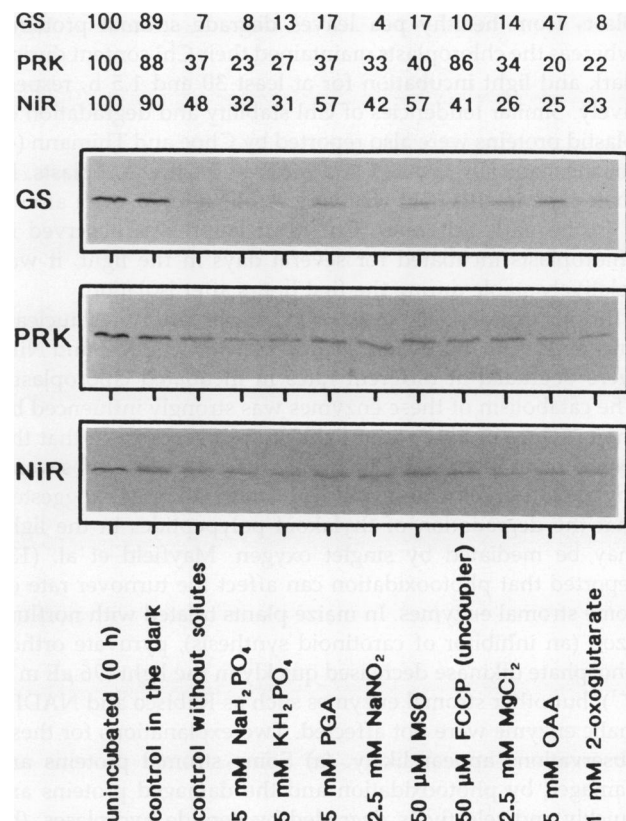 GS 100 89 7 8 13 17 4 17 10 14 47 8
PRK 100 88 37 23 27 37 33 40 86 34 20 22
NiR 100 90 48 32 31 57 42 57 41 26 25 23
GS
PRK
NiR
unincubated (0 h)
control in the dark
control without solutes
5 mM NaH₂PO₄
5 mM KH₂PO₄
5 mM PGA
2.5 mM NaNO₂
50 µM MSO
50 µM CCCP (uncoupler)
2.5 mM MgCl₂
5 mM OAA
1 mM 2-oxoglutarate